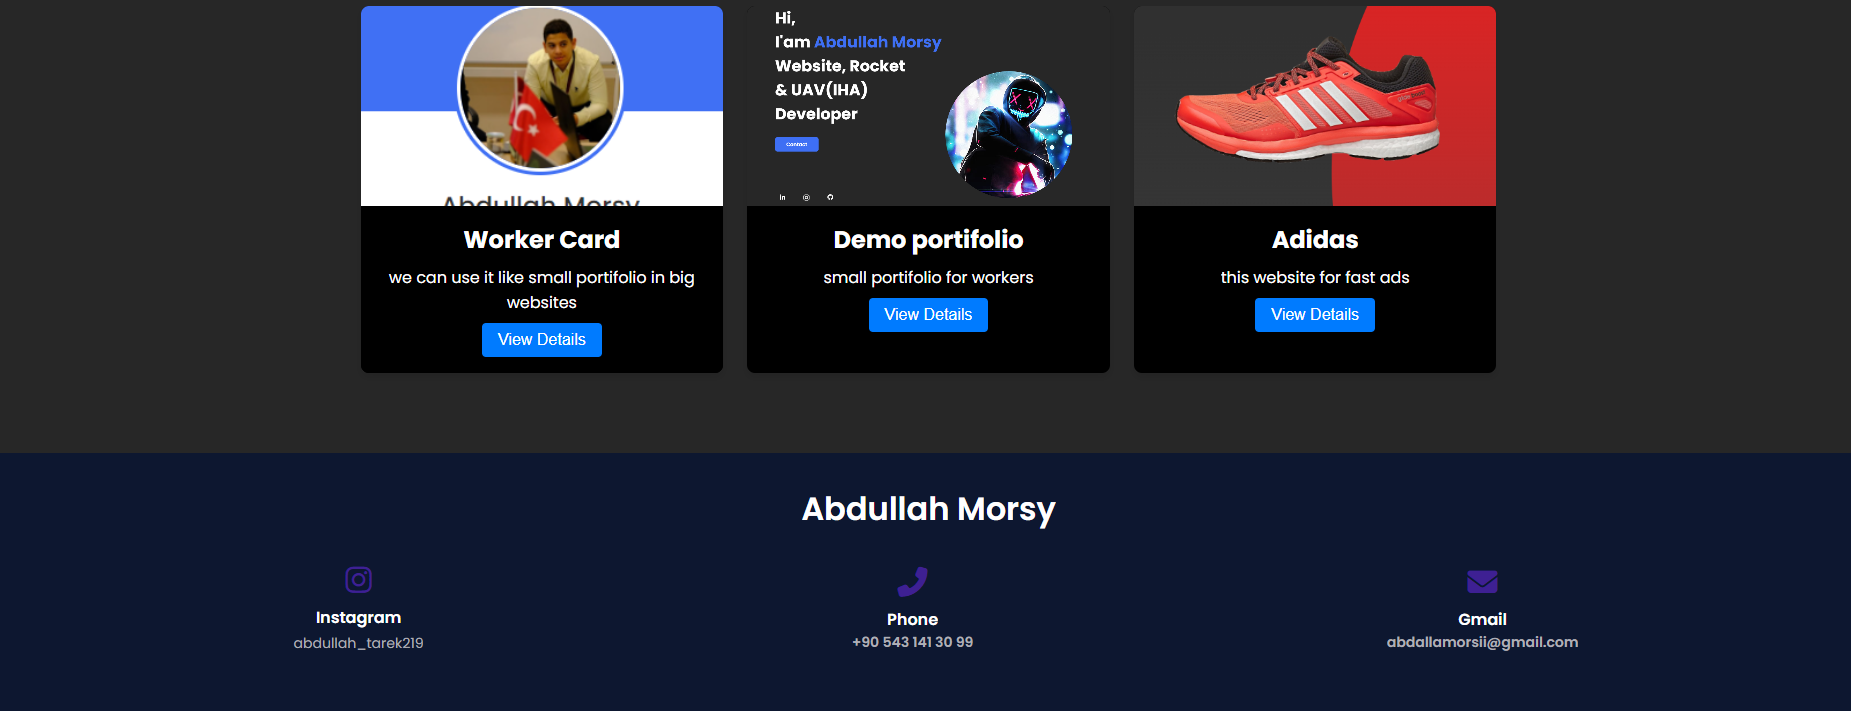 Abdullah Morsy
Worker Card
we can use it like small portifolio in big
websites
View Details
Hi,
I'am Abdullah Morsy
Website, Rocket
& UAV(IHA)
Developer
Contact
in
Demo portifolio
small portifolio for workers
View Details
Adidas
this website for fast ads
View Details
Abdullah Morsy
Instagram
abdullah_tarek219
Phone
+90 543 141 30 99
Gmail
abdallamorsii@gmail.com